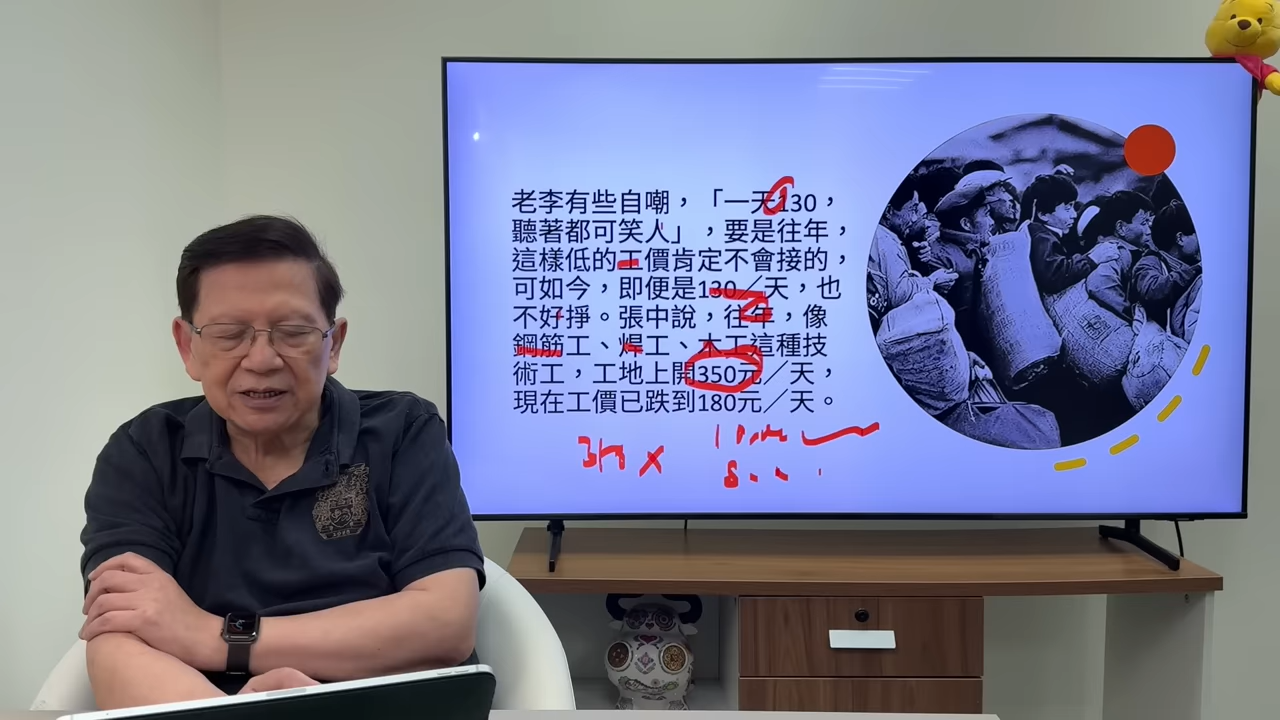 老李有些自嘲，「一天130，
聽著都可笑人」，要是往年，
這樣低的工價肯定不會接的，
可如今，即便是130／天，也
不好掙。張中說，往年，像
鋼筋工、焊工、木工這種技
術工，工地上開350元／天，
現在工價已跌到180元／天。